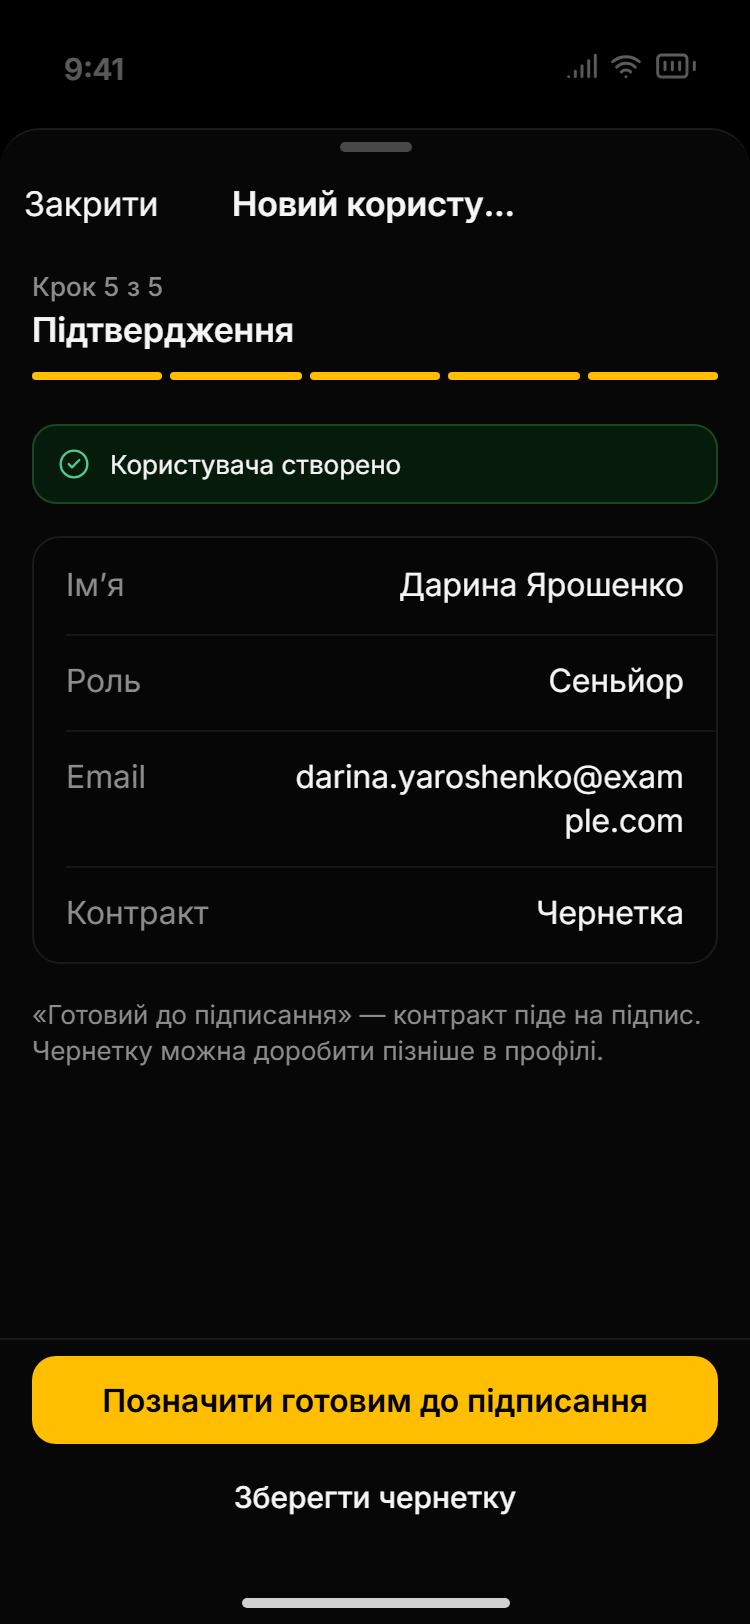 9:41
Закрити
Новий користу...
Крок 5 з 5
Підтвердження
Користувача створено
Ім’я
Дарина Ярошенко
Роль
Сеньйор
Email
darina.yaroshenko@exam
ple.com
Контракт
Чернетка
«Готовий до підписання» — контракт піде на підпис.
Чернетку можна доробити пізніше в профілі.
Позначити готовим до підписання
Зберегти чернетку